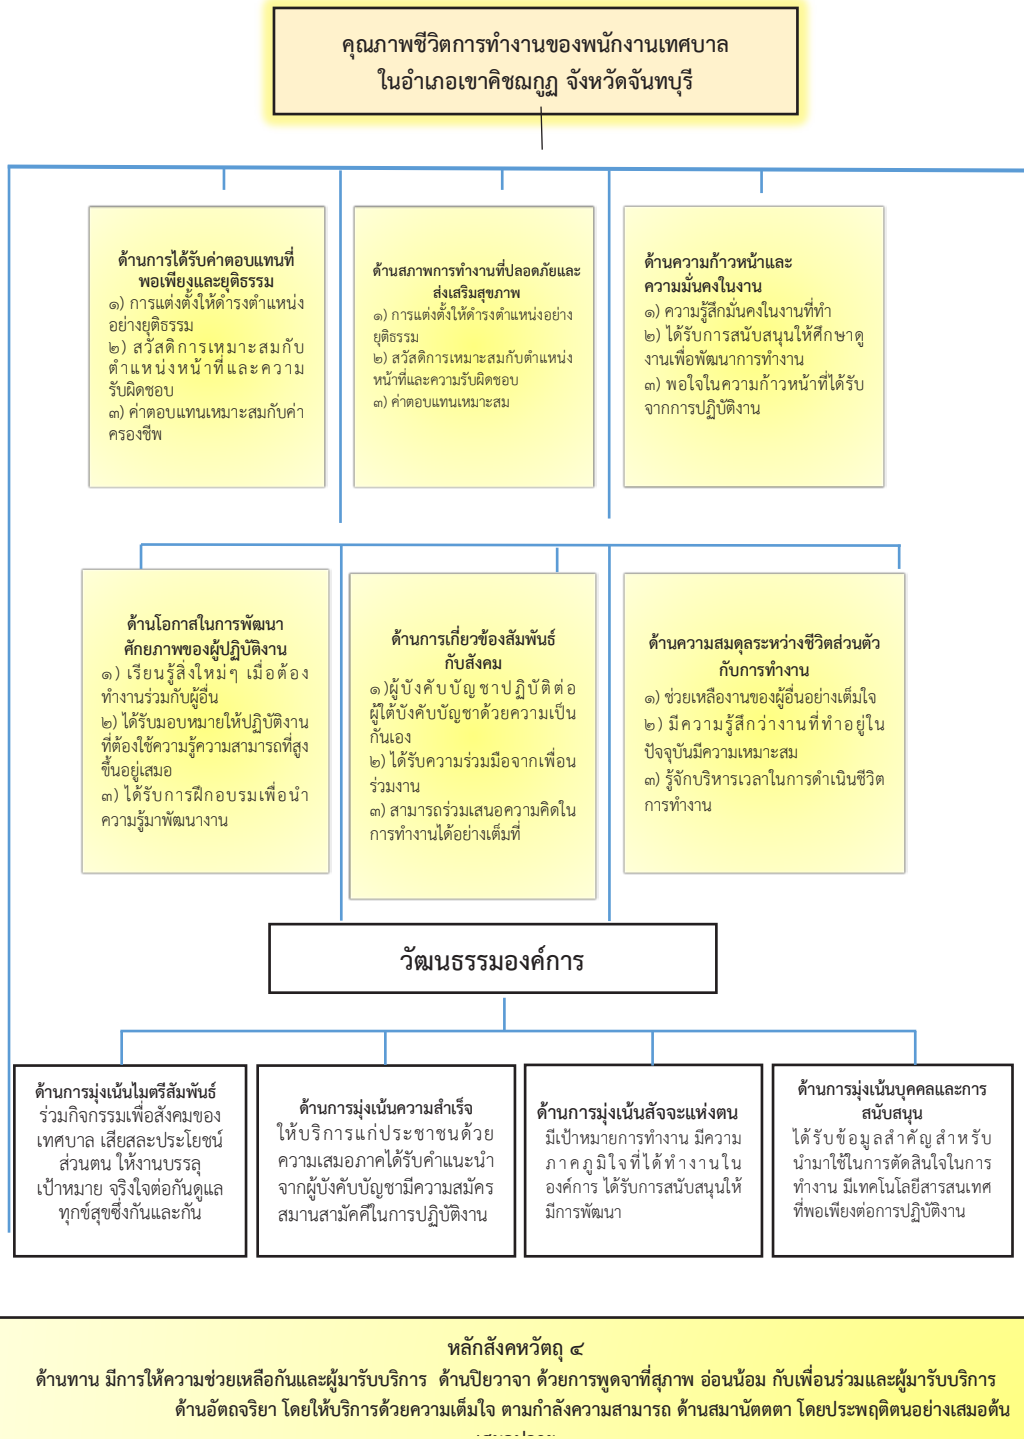 คุณภาพชีวิตการทำงานของพนักงานเทศบาล
ในอำเภอเขาคิชฌกูฏ จังหวัดจันทบุรี
ด้านการได้รับค่าตอบแทนที่
พอเพียงและยุติธรรม
๑) การแต่งตั้งให้ดำรงตำแหน่ง
อย่างยุติธรรม
๒) สวัสดิการเหมาะสมกับ
ตำแหน่งหน้าที่และความ
รับผิดชอบ
๓) ค่าตอบแทนเหมาะสมกับค่า
ครองชีพ
ด้านสภาพการทำงานที่ปลอดภัยและ
ส่งเสริมสุขภาพ
๑) การแต่งตั้งให้ดำรงตำแหน่งอย่าง
ยุติธรรม
๒) สวัสดิการเหมาะสมกับตำแหน่ง
หน้าที่และความรับผิดชอบ
๓) ค่าตอบแทนเหมาะสม
ด้านความก้าวหน้าและ
ความมั่นคงในงาน
๑) ความรู้สึกมั่นคงในงานที่ทำ
๒) ได้รับการสนับสนุนให้ศึกษาดู
งานเพื่อพัฒนาการทำงาน
๓) พอใจในความก้าวหน้าที่ได้รับ
จากการปฏิบัติงาน
ด้านโอกาสในการพัฒนา
ศักยภาพของผู้ปฏิบัติงาน
๑) เรียนรู้สิ่งใหม่ๆ เมื่อต้อง
ทำงานร่วมกับผู้อื่น
๒) ได้รับมอบหมายให้ปฏิบัติงาน
ที่ต้องใช้ความรู้ความสามารถที่สูง
ขึ้นอยู่เสมอ
๓) ได้รับการฝึกอบรมเพื่อนำ
ความรู้มาพัฒนางาน
ด้านการเกี่ยวข้องสัมพันธ์
กับสังคม
๑)ผู้บังคับบัญชาปฏิบัติต่อ
ผู้ใต้บังคับบัญชาด้วยความเป็น
กันเอง
๒) ได้รับความร่วมมือจากเพื่อน
ร่วมงาน
๓) สามารถร่วมเสนอความคิดใน
การทำงานได้อย่างเต็มที่
ด้านความสมดุลระหว่างชีวิตส่วนตัว
กับการทำงาน
๑) ช่วยเหลืองานของผู้อื่นอย่างเต็มใจ
๒) มีความรู้สึกว่างานที่ทำอยู่ใน
ปัจจุบันมีความเหมาะสม
๓) รู้จักบริหารเวลาในการดำเนินชีวิต
การทำงาน
วัฒนธรรมองค์การ
ด้านการมุ่งเน้นไมตรีสัมพันธ์
ร่วมกิจกรรมเพื่อสังคมของ
เทศบาล เสียสละประโยชน์
ส่วนตน ให้งานบรรลุ
เป้าหมาย จริงใจต่อกันดูแล
ทุกข์สุขซึ่งกันและกัน
ด้านการมุ่งเน้นความสำเร็จ
ให้บริการแก่ประชาชนด้วย
ความเสมอภาคได้รับคำแนะนำ
จากผู้บังคับบัญชามีความสมัคร
สมานสามัคคีในการปฏิบัติงาน
ด้านการมุ่งเน้นสัจจะแห่งตน
มีเป้าหมายการทำงาน มีความ
ภาคภูมิใจที่ได้ทำงานใน
องค์การ ได้รับการสนับสนุนให้
มีการพัฒนา
ด้านการมุ่งเน้นบุคคลและการ
สนับสนุน
ได้รับข้อมูลสำคัญสำหรับ
นำมาใช้ในการตัดสินใจในการ
ทำงาน มีเทคโนโลยีสารสนเทศ
ที่พอเพียงต่อการปฏิบัติงาน
หลักสังคหวัตถุ ๔
ด้านทาน มีการให้ความช่วยเหลือกันและผู้มารับบริการ ด้านปิยวาจา ด้วยการพูดจาที่สุภาพ อ่อนน้อม กับเพื่อนร่วมและผู้มารับบริการ
ด้านอัตถจริยา โดยให้บริการด้วยความเต็มใจ ตามกำลังความสามารถ ด้านสมานัตตตา โดยประพฤติตนอย่างเสมอต้น